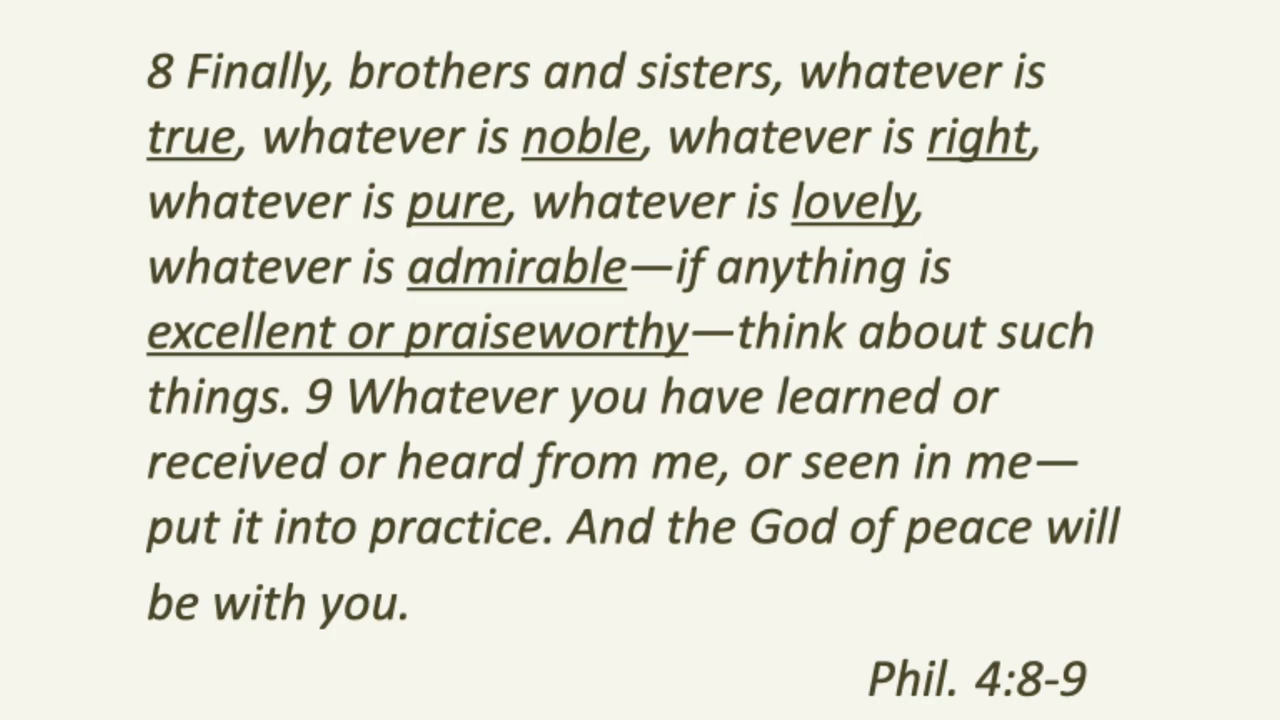 8 Finally, brothers and sisters, whatever is
true, whatever is noble, whatever is right,
whatever is pure, whatever is lovely,
whatever is admirable—if anything is
excellent or praiseworthy—think about such
things. 9 Whatever you have learned or
received or heard from me, or seen in me—
put it into practice. And the God of peace will
be with you.
Phil. 4:8-9